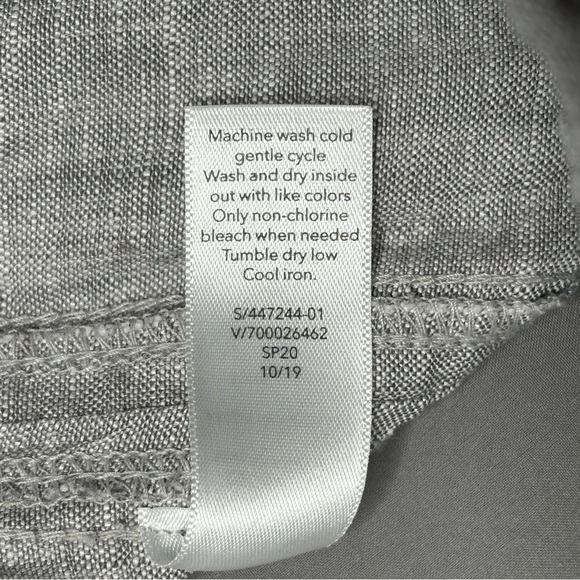 Machine wash cold
gentle cycle
Wash and dry inside
out with like colors
Only non-chlorine
bleach when needed
Tumble dry low
Cool iron.
S/447244-01
V/700026462
SP20
10/19